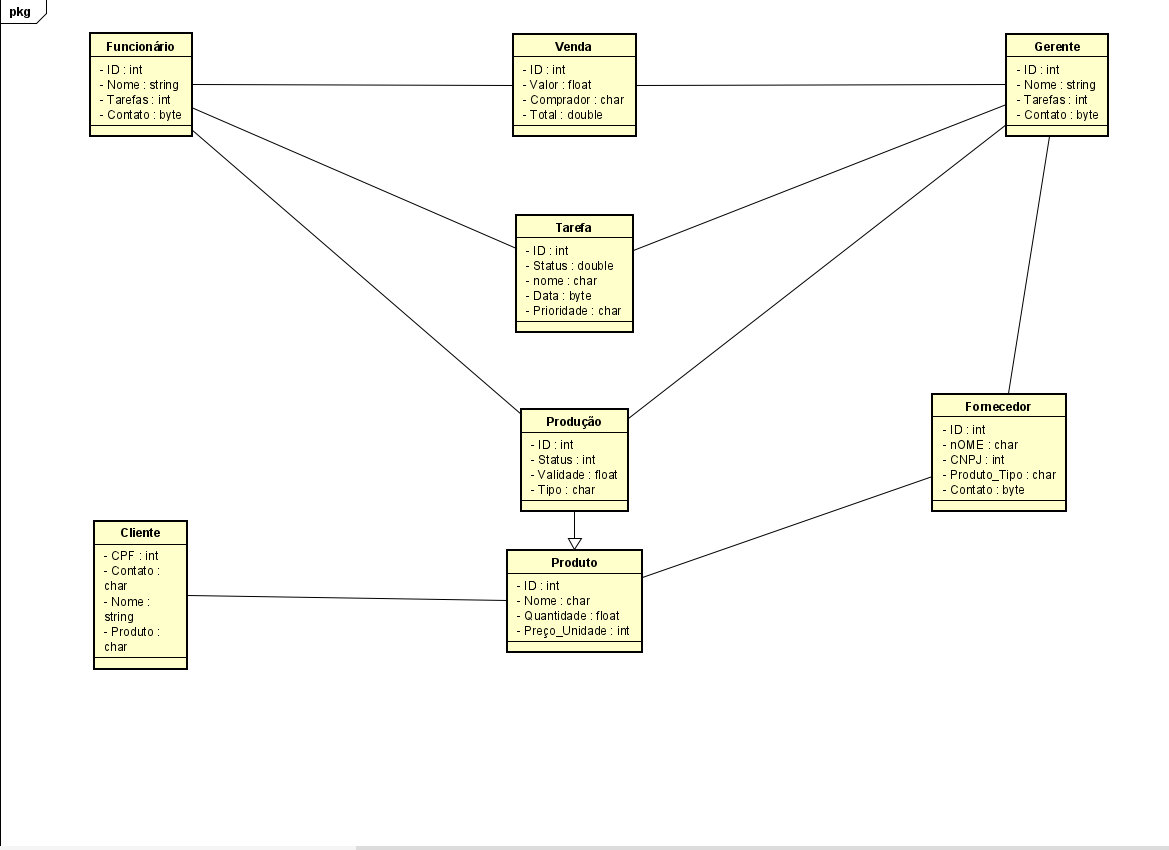 pkg
Funcionário
- ID : int
- Nome : string
- Tarefas : int
- Contato : byte
Venda
- ID : int
- Valor : float
- Comprador : char
- Total : double
Gerente
- ID : int
- Nome : string
- Tarefas : int
- Contato : byte
Tarefa
- ID : int
- Status : double
- nome : char
- Data : byte
- Prioridade : char
Produção
- ID : int
- Status : int
- Validade : float
- Tipo : char
Fornecedor
- ID : int
- nOME : char
- CNPJ : int
- Produto_Tipo : char
- Contato : byte
Cliente
- CPF : int
- Contato :
char
- Nome :
string
- Produto :
char
Produto
- ID : int
- Nome : char
- Quantidade : float
- Preço_Unidade : int